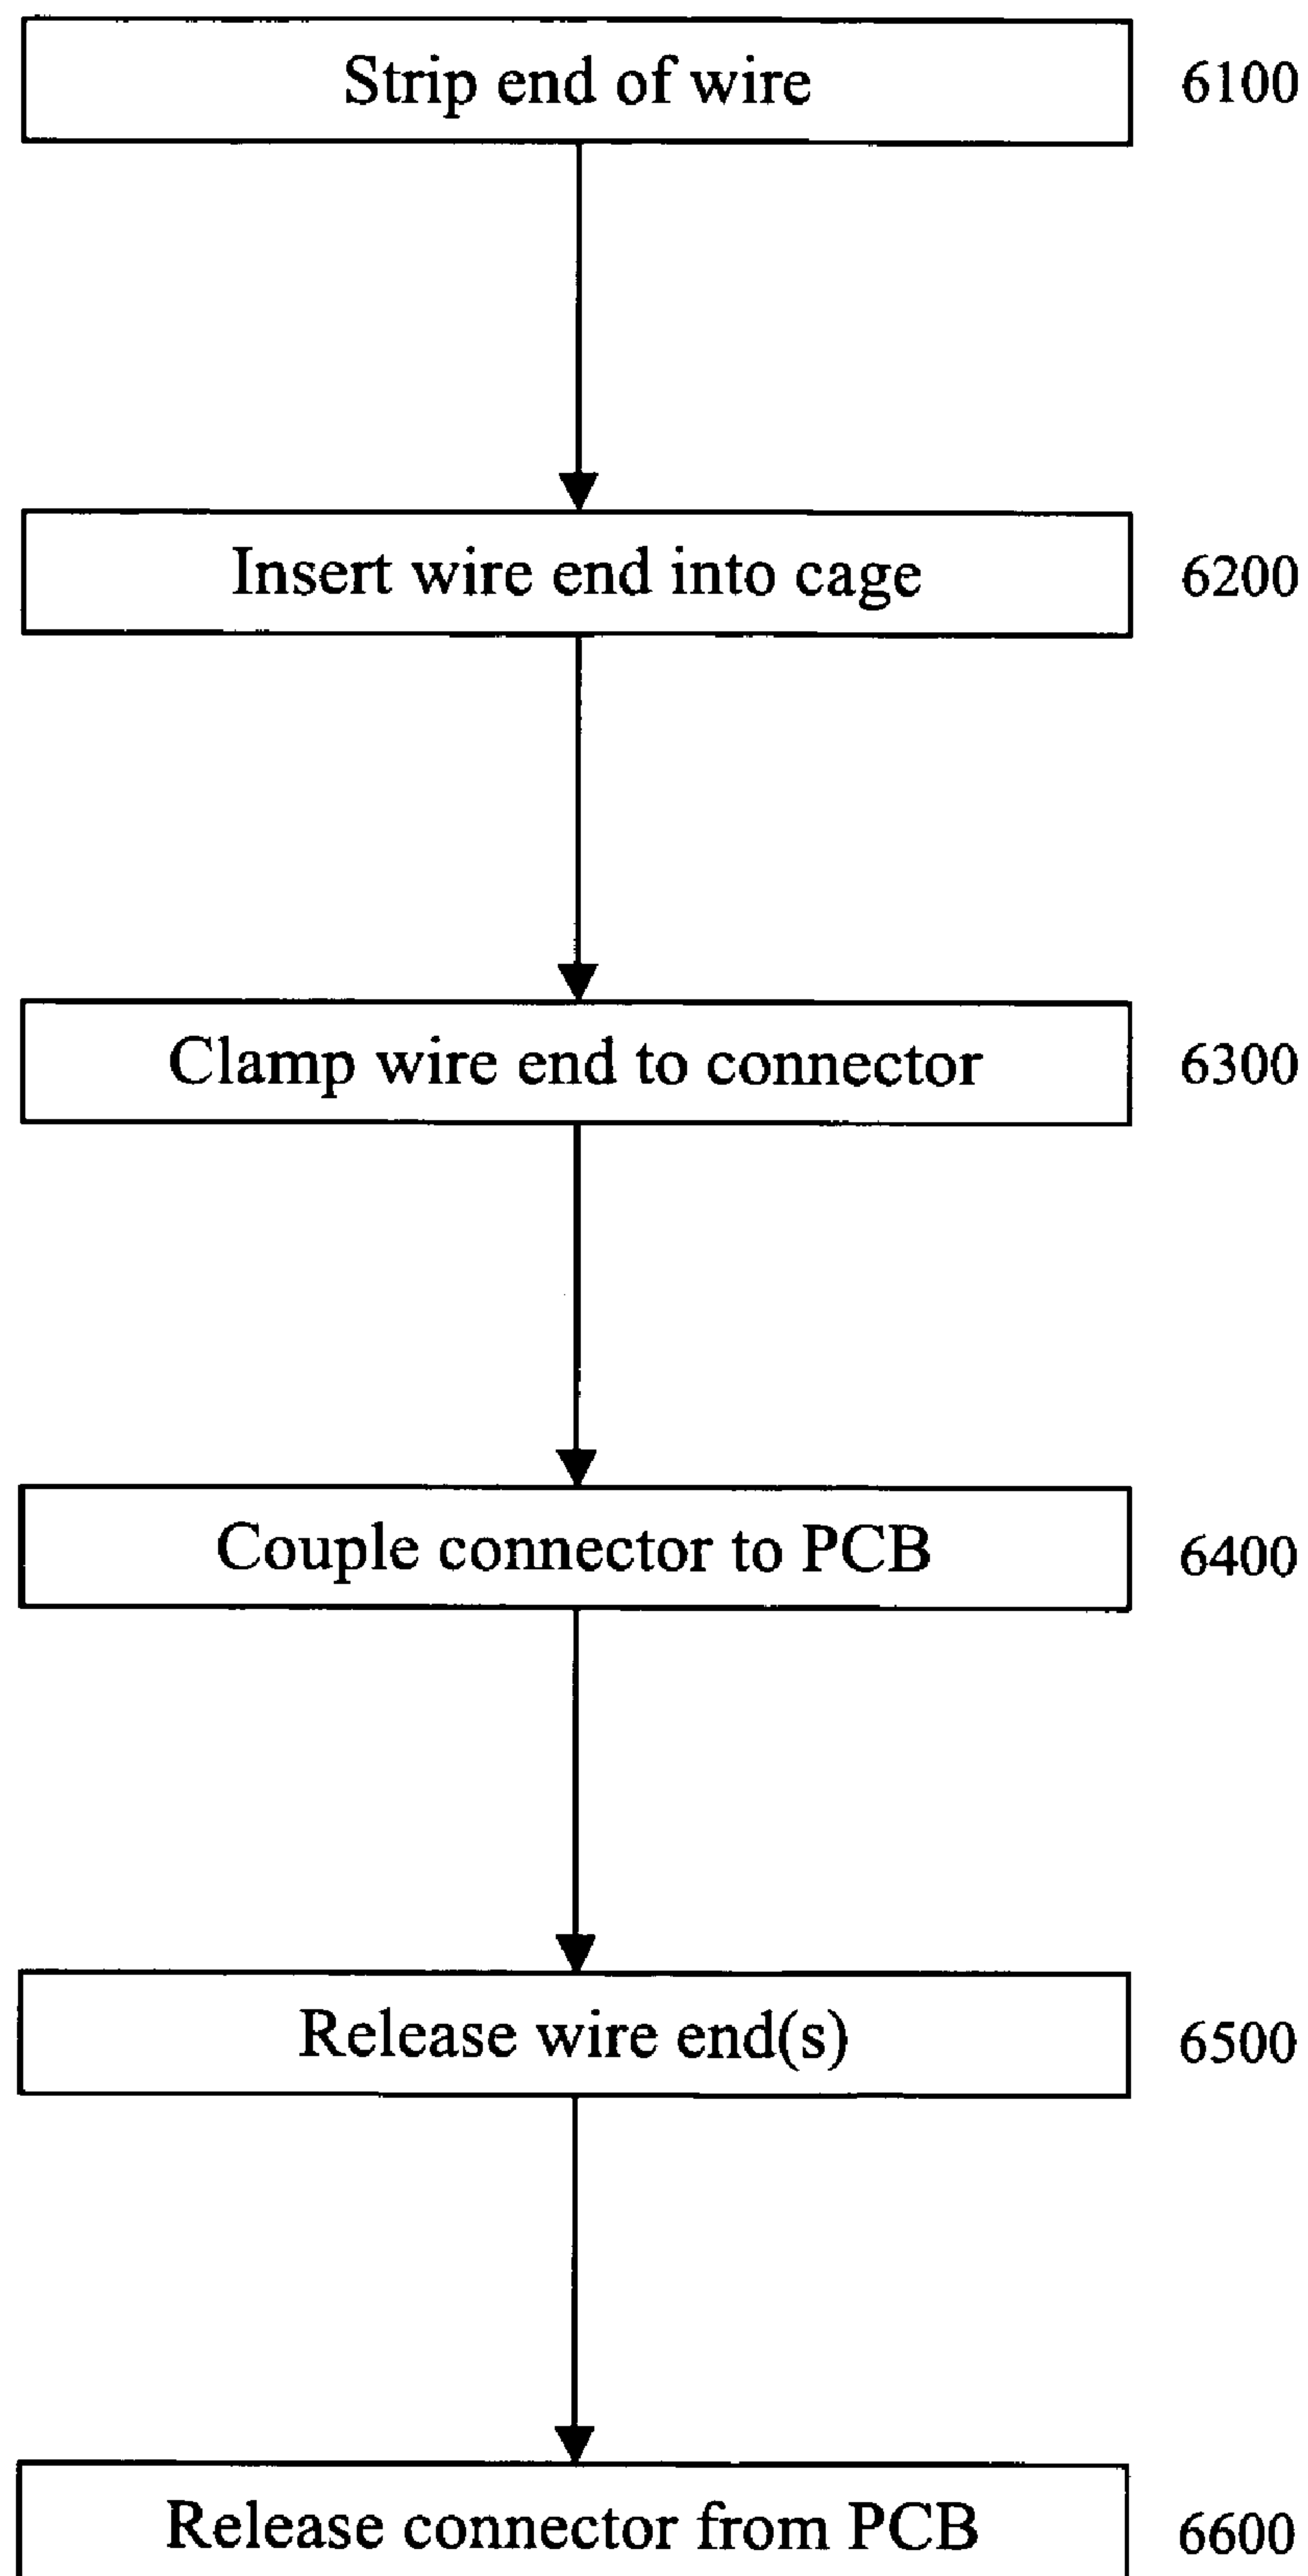 Strip end of wire 6100
Insert wire end into cage 6200
Clamp wire end to connector 6300
Couple connector to PCB 6400
Release wire end(s) 6500
Release connector from PCB 6600